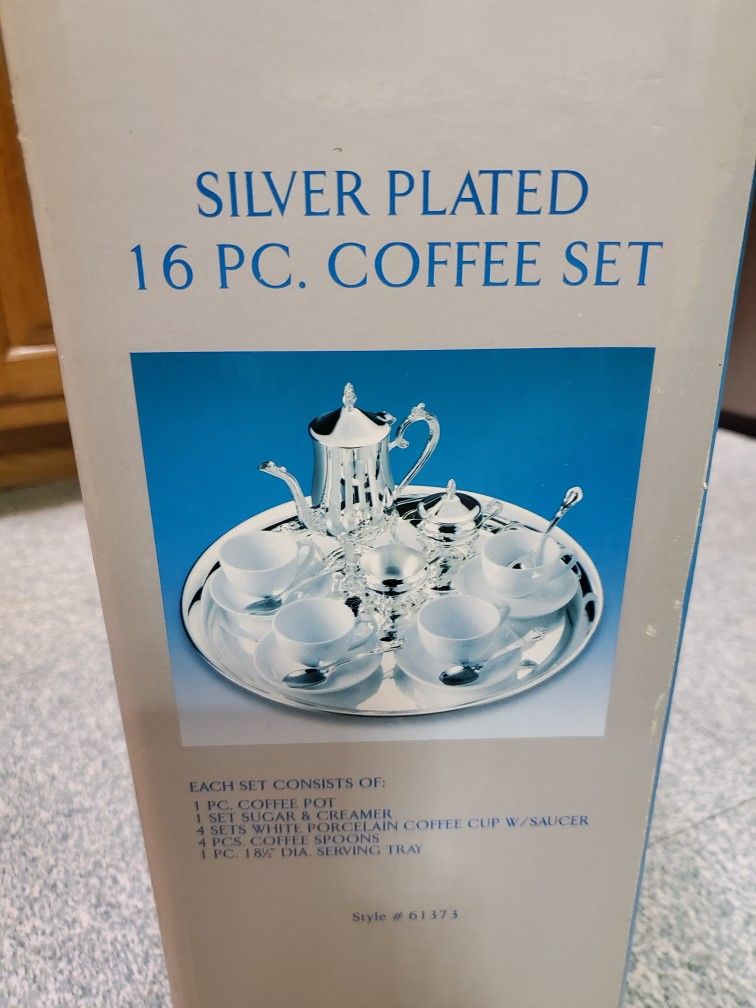 SILVER PLATED
16 PC. COFFEE SET
EACH SET CONSISTS OF:
1 PC. COFFEE POT
1 SET SUGAR & CREAMER
4 SETS WHITE PORCELAIN COFFEE CUP W/SAUCER
4 PCS. COFFEE SPOONS
1 PC. 18½" DIA. SERVING TRAY
Style # 61373